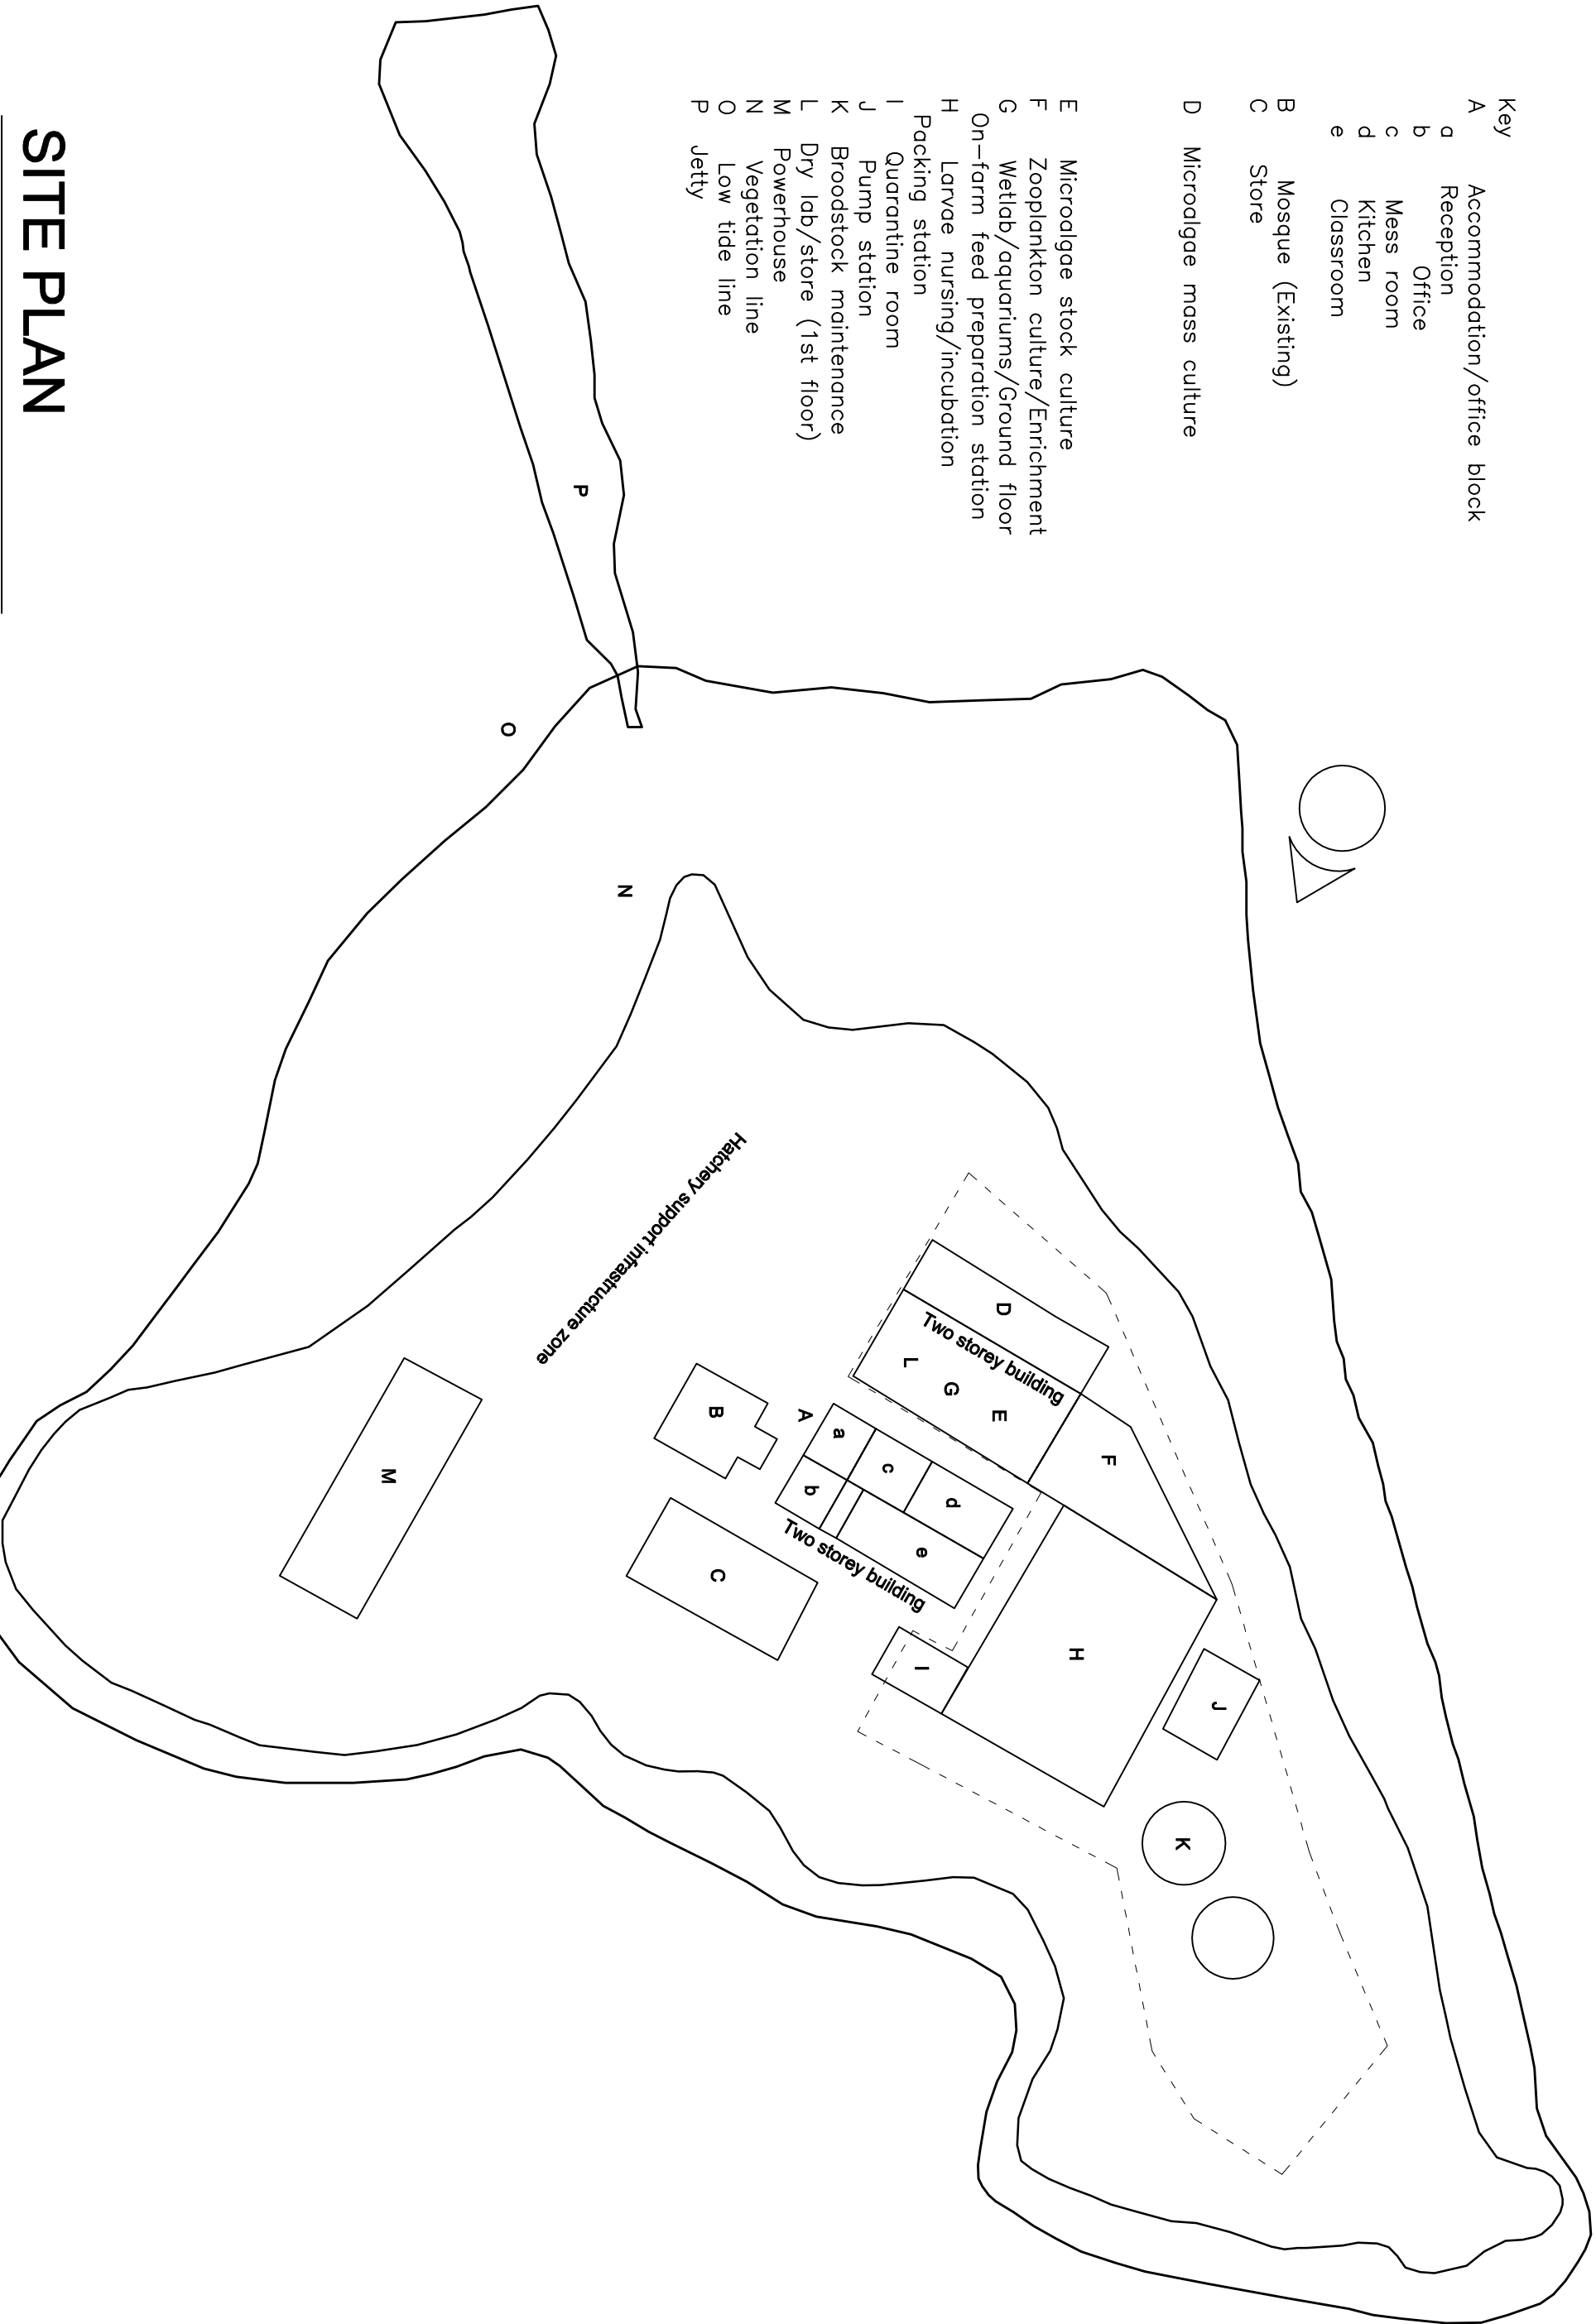 Key
A Accommodation/office block
a Reception
b Office
c Mess room
d Kitchen
e Classroom
B Mosque (Existing)
C Store
D Microalgae mass culture
E Microalgae stock culture
F Zooplankton culture/Enrichment
G Wetlab/aquariums/Ground floor
On-farm feed preparation station
H Larvae nursing/incubation
Packing station
I Quarantine room
J Pump station
K Broodstock maintenance
L Dry lab/store (1st floor)
M Powerhouse
N Vegetation line
O Low tide line
P Jetty
J
K
H
F
D
Two storey building
E
G
L
I
d
c
e
a
b
A
Two storey building
B
C
Hatchery support infrastructure zone
M
N
P
O
SITE PLAN